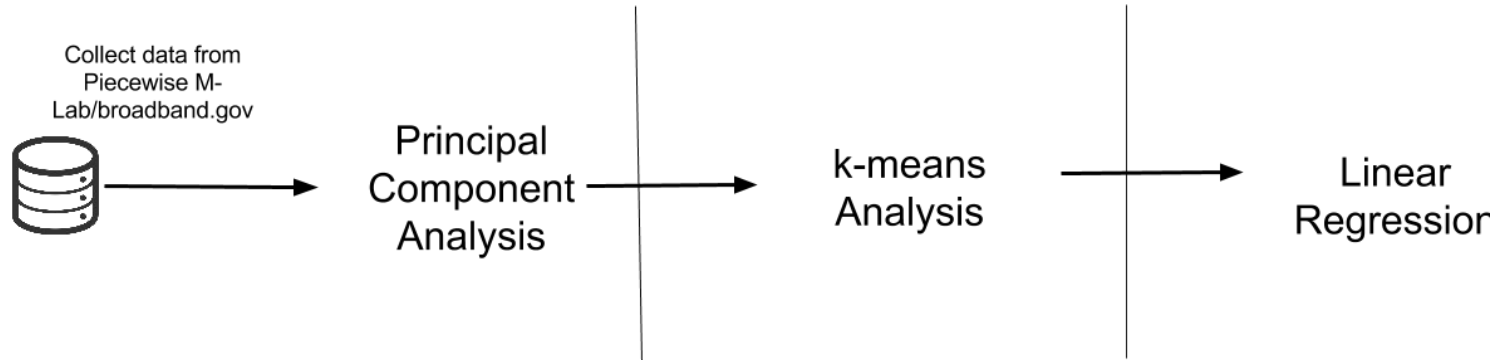 Collect data from
Piecewise M-
Lab/broadband.gov
Principal
Component
Analysis
k-means
Analysis
Linear
Regression